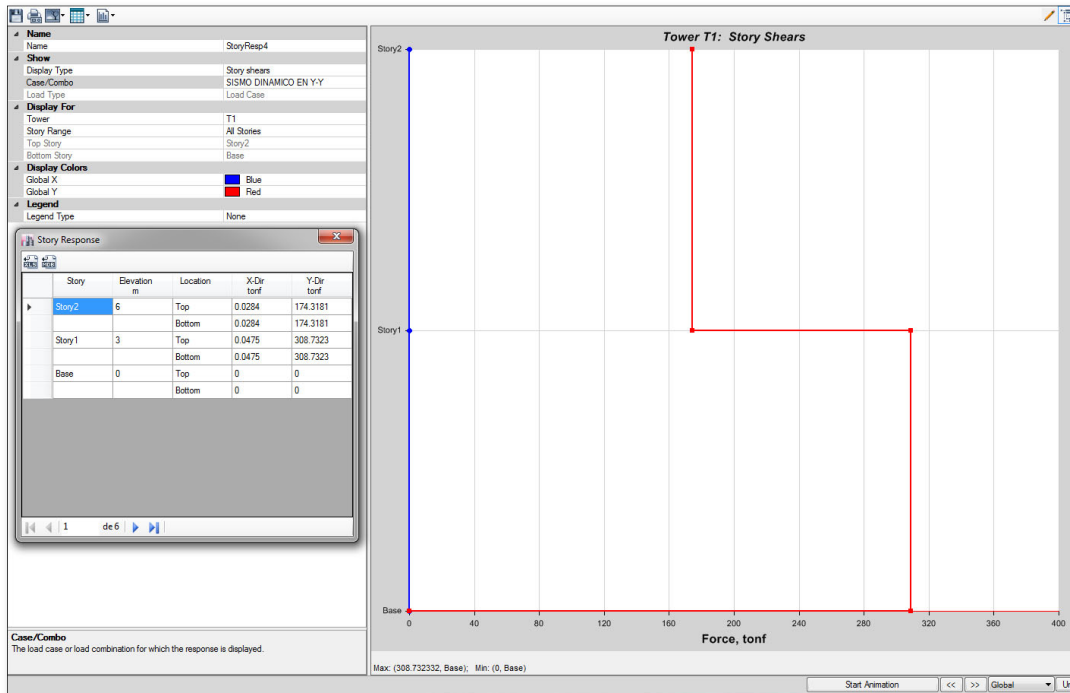 Name
Name StoryResp4
Show
Display Type Story shears
Case/Combo SISMO DINAMICO EN Y-Y
Load Type Load Case
Display For
Tower T1
Story Range All Stories
Top Story Story2
Bottom Story Base
Display Colors
Global X Blue
Global Y Red
Legend
Legend Type None
Story Response
Story Elevation Location X-Dir Y-Dir
m tonf tonf
Story2 6 Top 0.0284 174.3181
Bottom 0.0284 174.3181
Story1 3 Top 0.0475 308.7323
Bottom 0.0475 308.7323
Base 0 Top 0 0
Bottom 0 0
1 de 6
Case/Combo
The load case or load combination for which the response is displayed.
Tower T1: Story Shears
Story2
Story1
Base
0 40 80 120 160 200 240 280 320 360 400
Force, tonf
Max: (308.732332, Base); Min: (0, Base)
Start Animation << >> Global Un